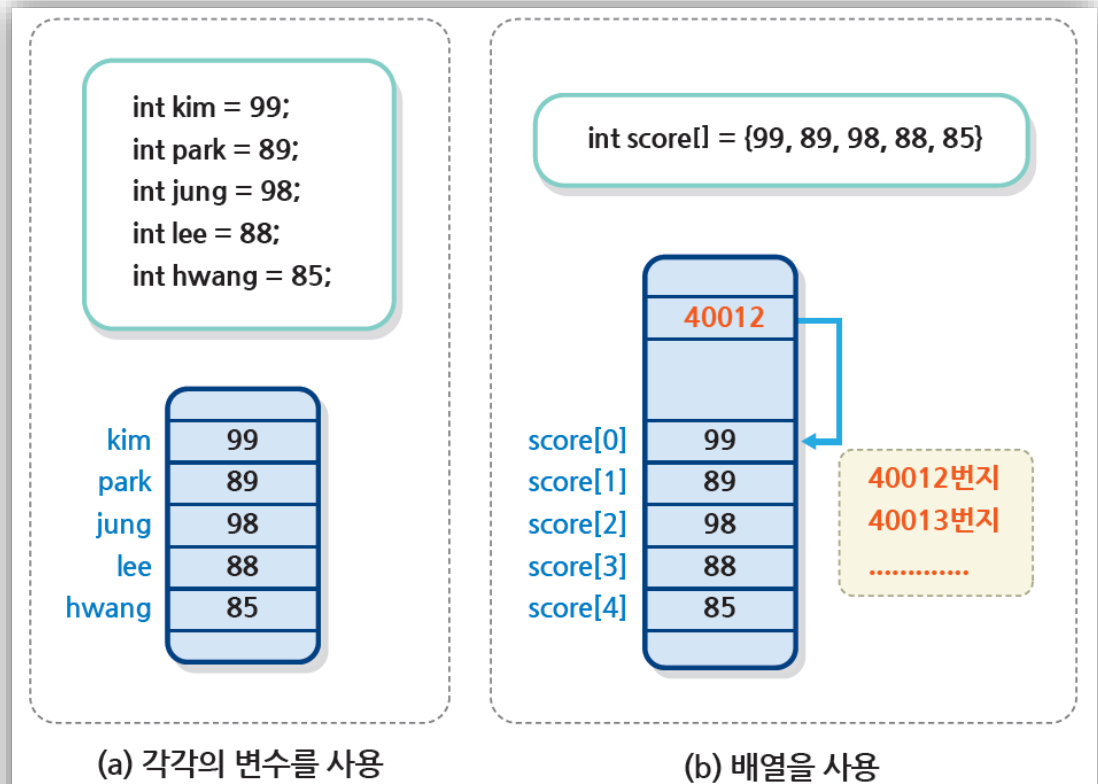 int kim = 99;
int park = 89;
int jung = 98;
int lee = 88;
int hwang = 85;
kim 99
park 89
jung 98
lee 88
hwang 85
(a) 각각의 변수를 사용
int score[] = {99, 89, 98, 88, 85}
40012
score[0] 99
score[1] 89
score[2] 98
score[3] 88
score[4] 85
40012번지
40013번지
.............
(b) 배열을 사용